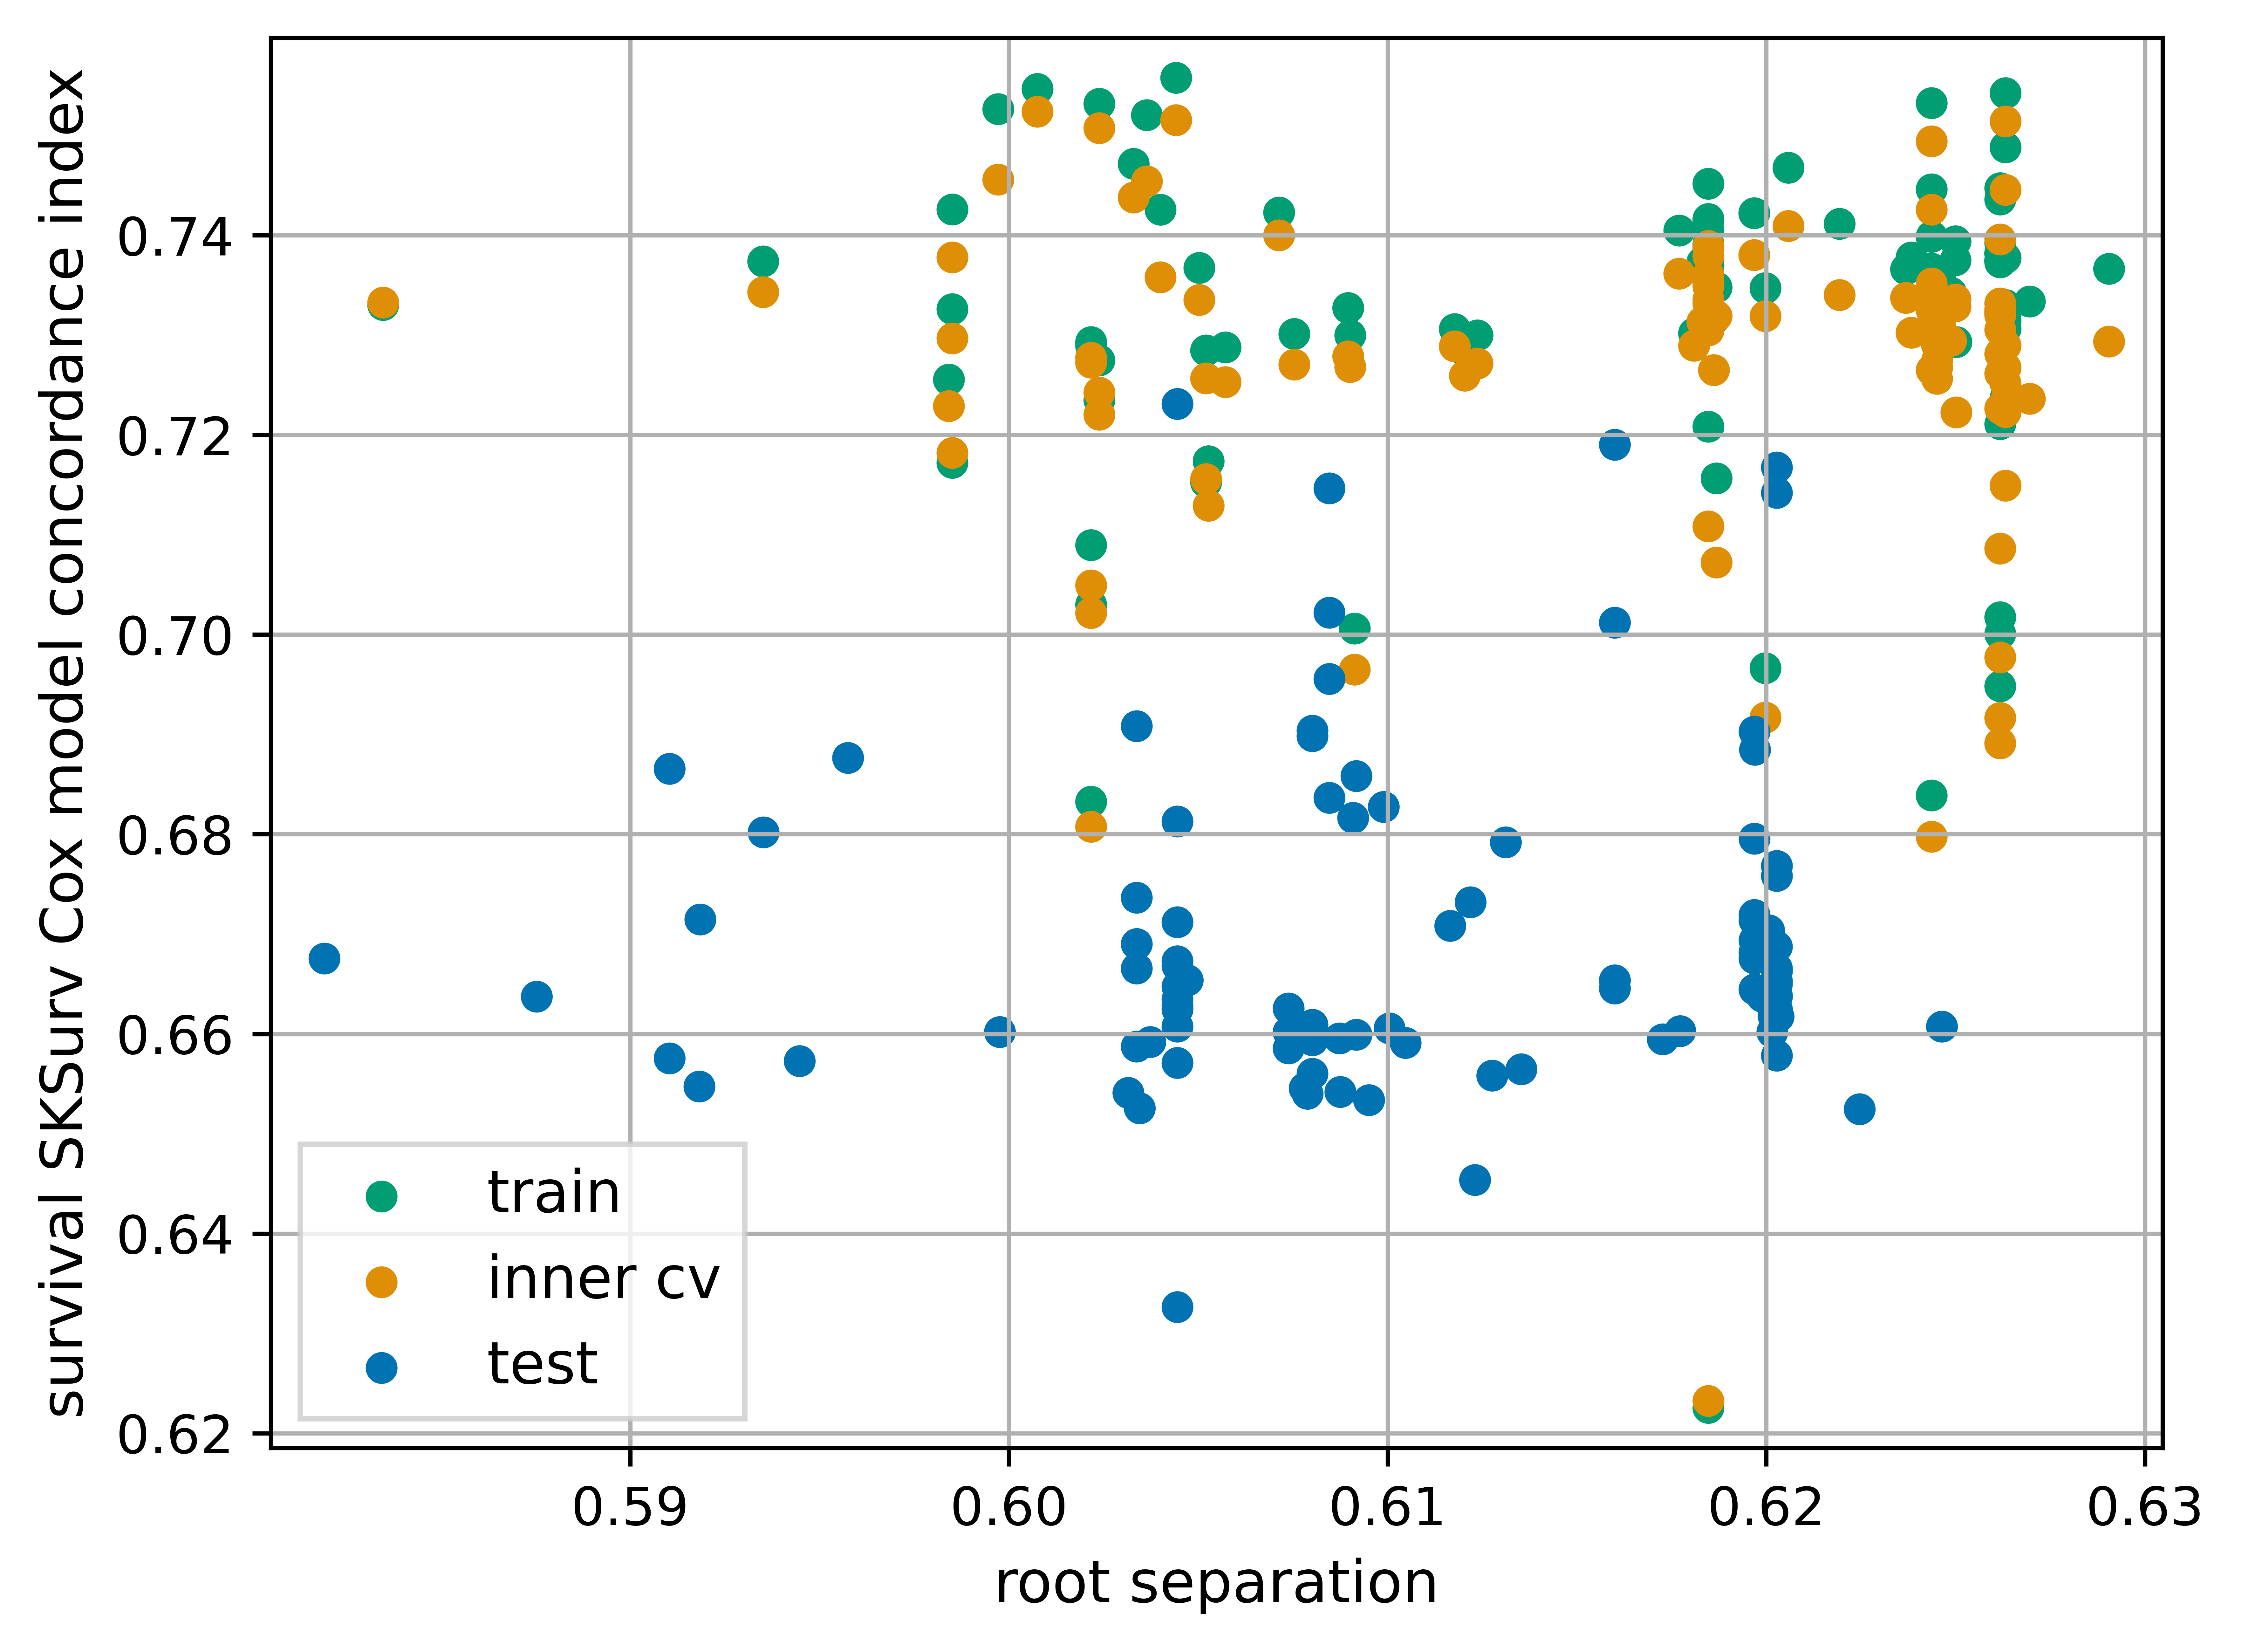 survival SKSurv Cox model concordance index
0.74
0.72
0.70
0.68
0.66
0.64
0.62
train
inner cv
test
0.59 0.60 0.61 0.62 0.63
root separation